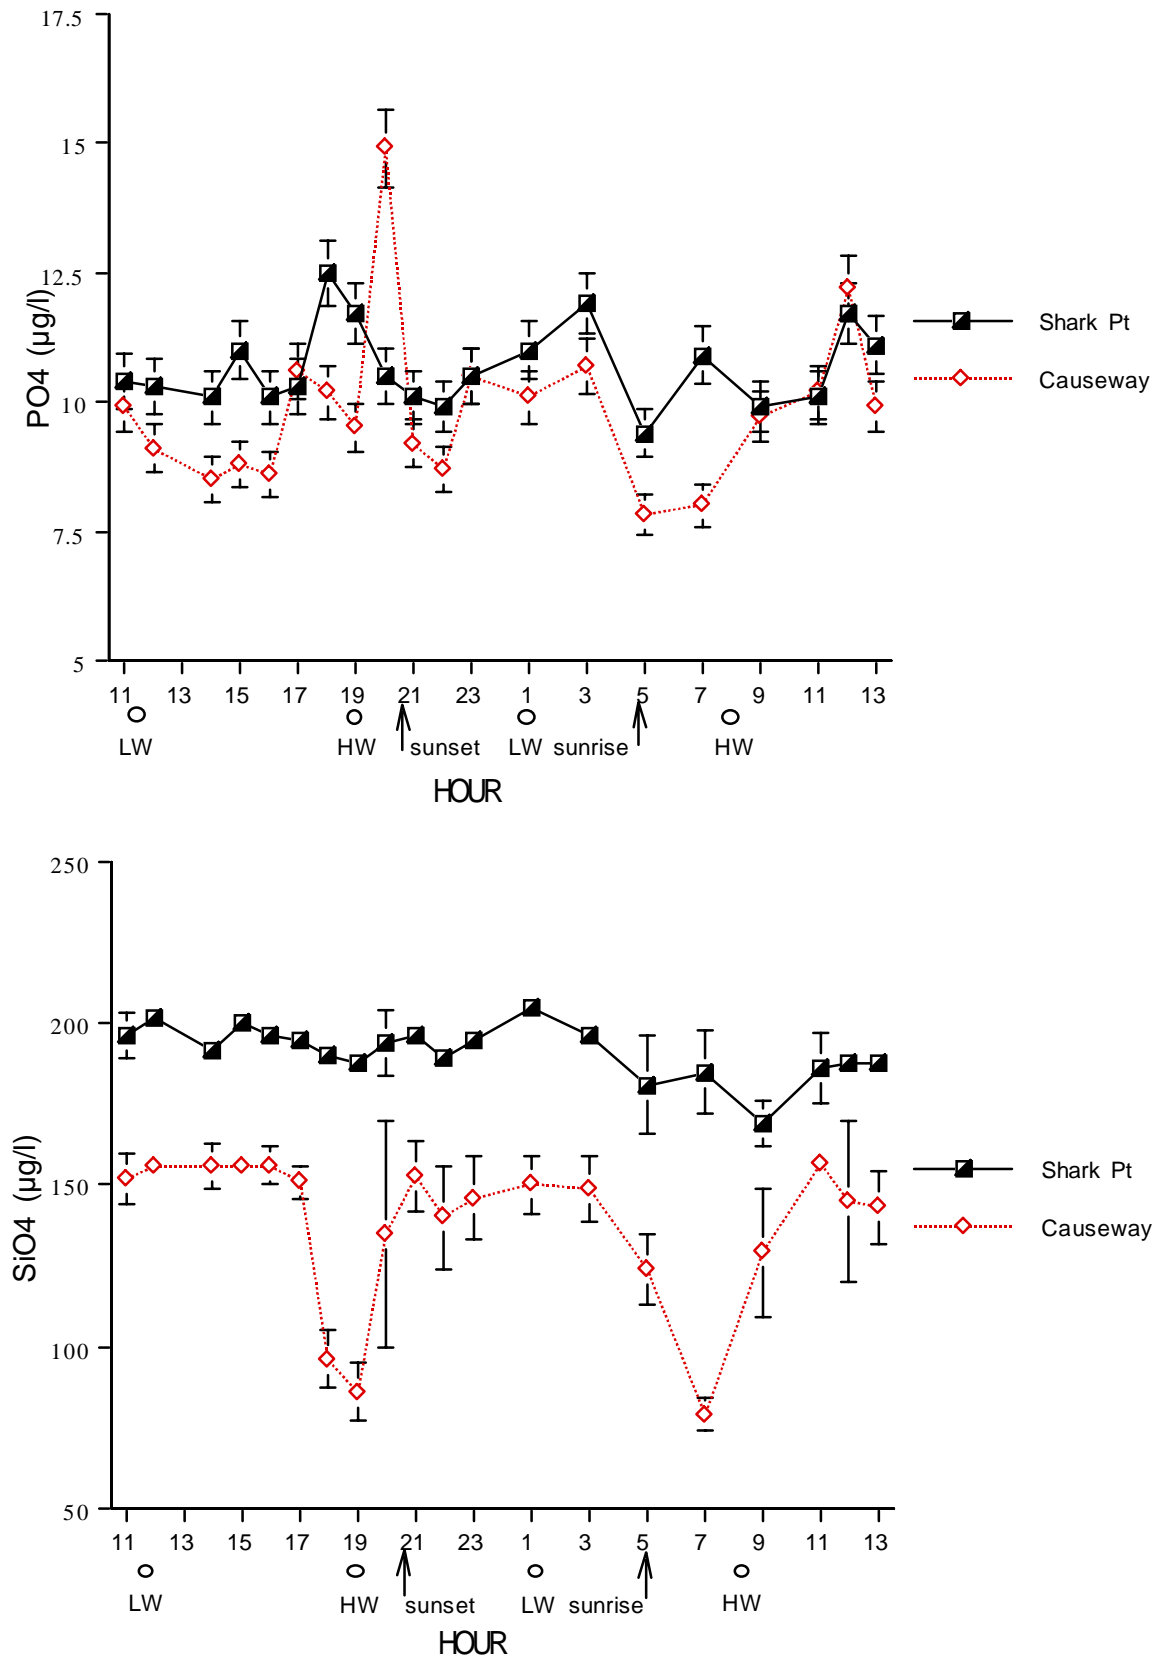 17.5
15
12.5
10
7.5
5
PO4 (µg/l)
Shark Pt
Causeway
11 13 15 17 19 21 23 1 3 5 7 9 11 13
LW HW sunset LW sunrise HW
HOUR
250
200
150
100
50
SiO4 (µg/l)
Shark Pt
Causeway
11 13 15 17 19 21 23 1 3 5 7 9 11 13
LW HW sunset LW sunrise HW
HOUR